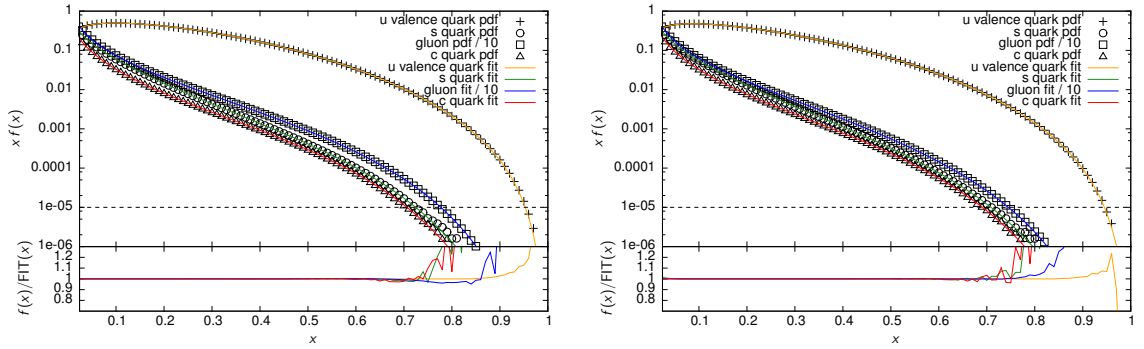 1
0.1
0.01
0.001
0.0001
1e-05
1e-06
x f(x)
u valence quark pdf
s quark pdf
gluon pdf / 10
c quark pdf
u valence quark fit
s quark fit
gluon fit / 10
c quark fit
1.2
1.1
1.0
0.9
0.8
f(x)/FIT(x)
0.1 0.2 0.3 0.4 0.5 0.6 0.7 0.8 0.9 1
x
1
0.1
0.01
0.001
0.0001
1e-05
1e-06
x f(x)
u valence quark pdf
s quark pdf
gluon pdf / 10
c quark pdf
u valence quark fit
s quark fit
gluon fit / 10
c quark fit
1.2
1.1
1.0
0.9
0.8
f(x)/FIT(x)
0.1 0.2 0.3 0.4 0.5 0.6 0.7 0.8 0.9 1
x